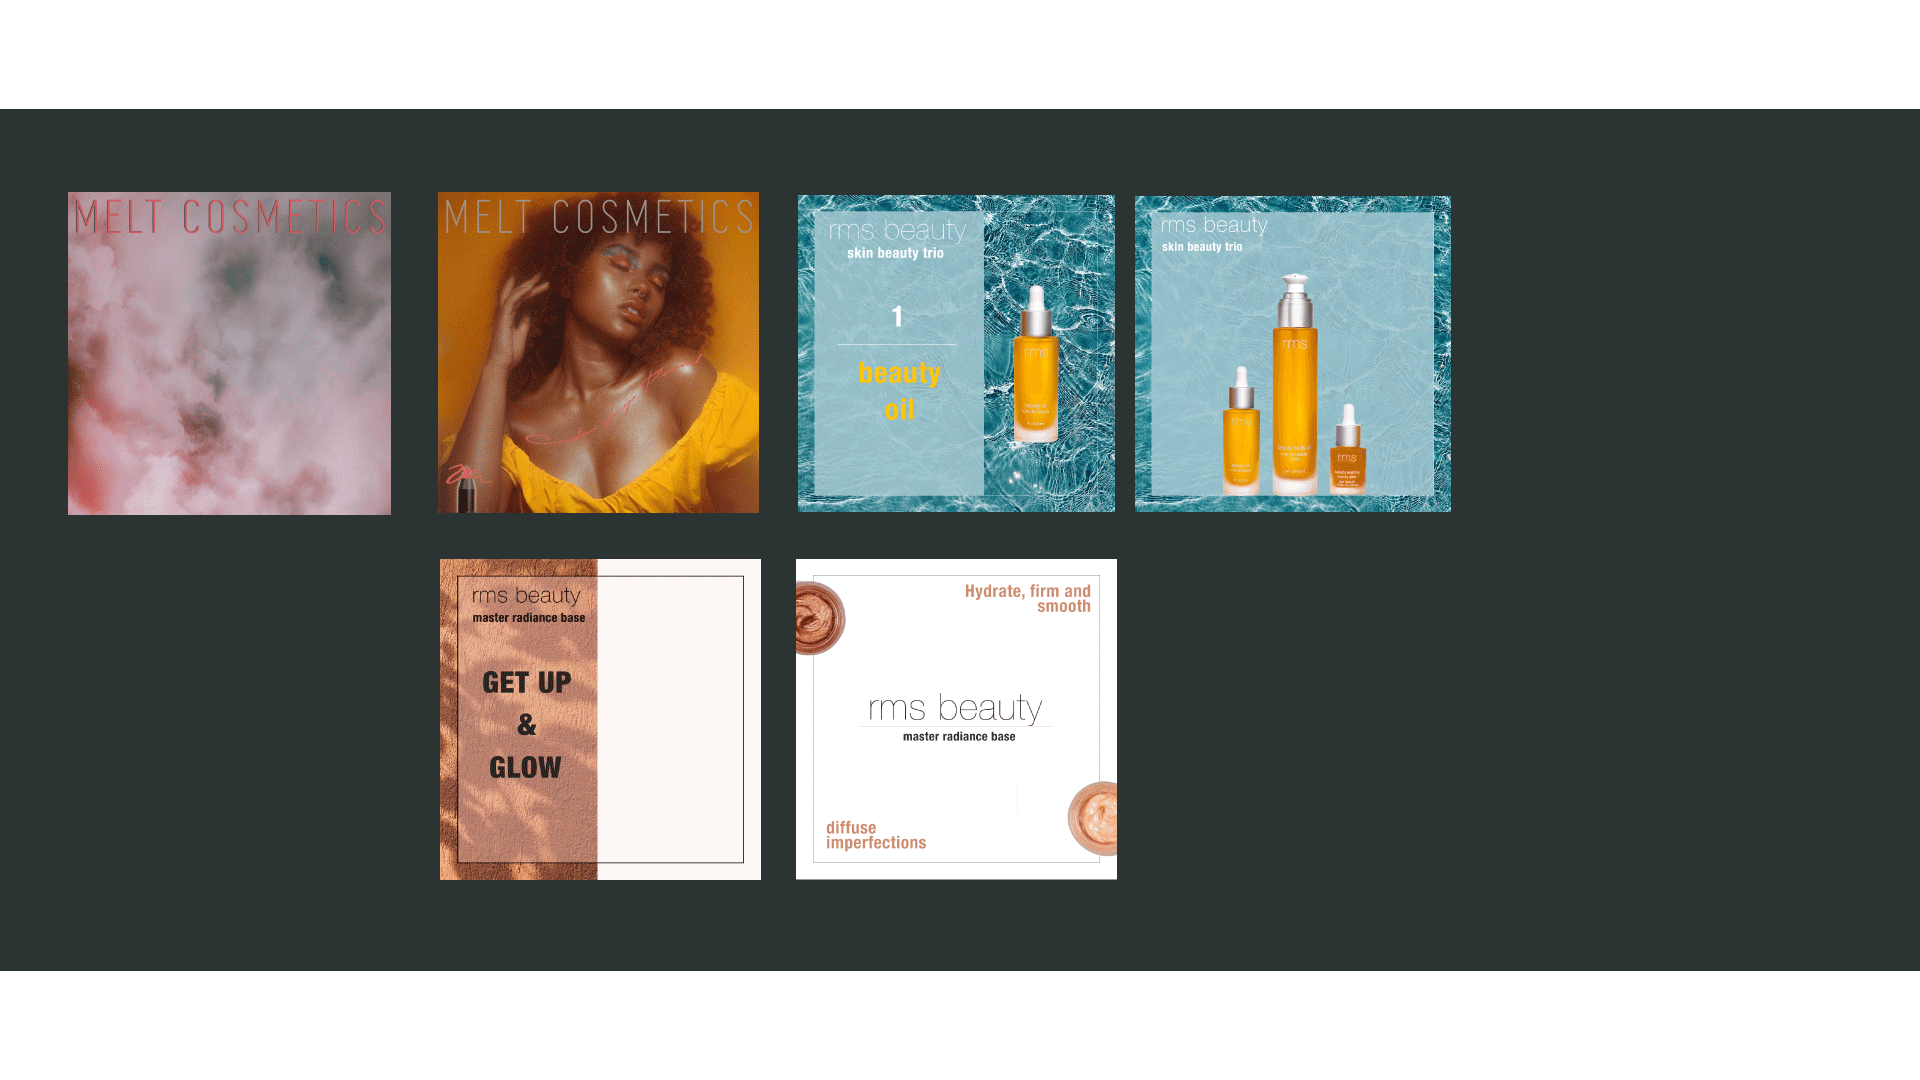 MELT COSMETICS
MELT COSMETICS
rms beauty
skin beauty trio
1
beauty
oil
rms
beauty oil
rms beauty
skin beauty trio
rms
rms
rms
rms beauty
master radiance base
GET UP
&
GLOW
Hydrate, firm and
smooth
rms beauty
master radiance base
diffuse
imperfections